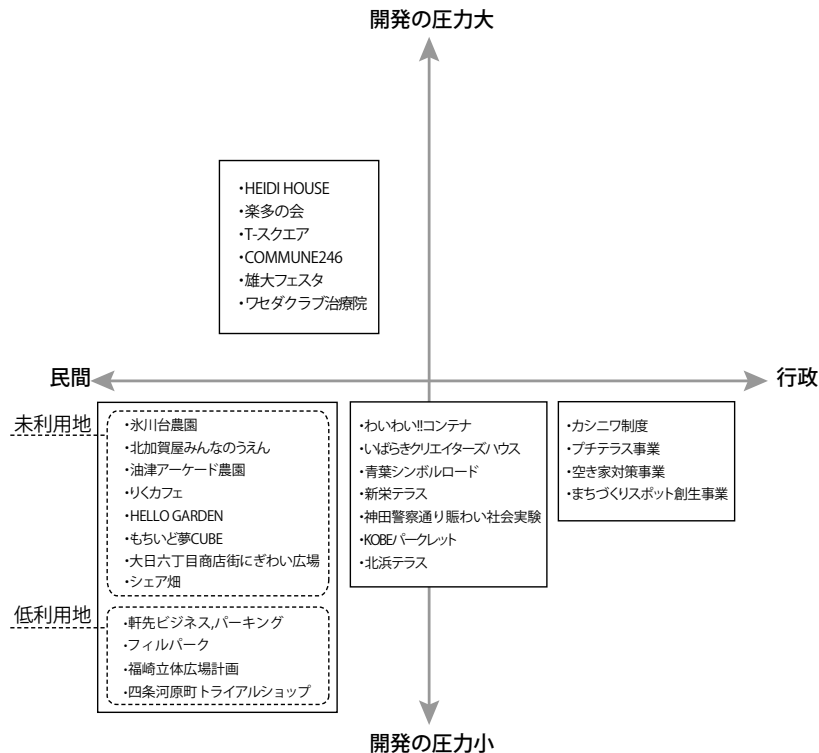 開発の圧力大
・HEIDI HOUSE
・楽多の会
・T-スクエア
・COMMUNE246
・雄大フェスタ
・ワセダクラブ治療院
民間
行政
未利用地
・氷川台農園
・北加賀屋みんなのうえん
・油津アーケード農園
・りくカフェ
・HELLO GARDEN
・もちいど夢CUBE
・大日六丁目商店街にぎわい広場
・シェア畑
低利用地
・軒先ビジネス,パーキング
・フィルパーク
・福崎立体広場計画
・四条河原町トライアルショップ
・わいわい!!コンテナ
・いばらきクリエイターズハウス
・青葉シンボルロード
・新栄テラス
・神田警察通り賑わい社会実験
・KOBEパークレット
・北浜テラス
・カシニワ制度
・プチテラス事業
・空き家対策事業
・まちづくりスポット創生事業
開発の圧力小